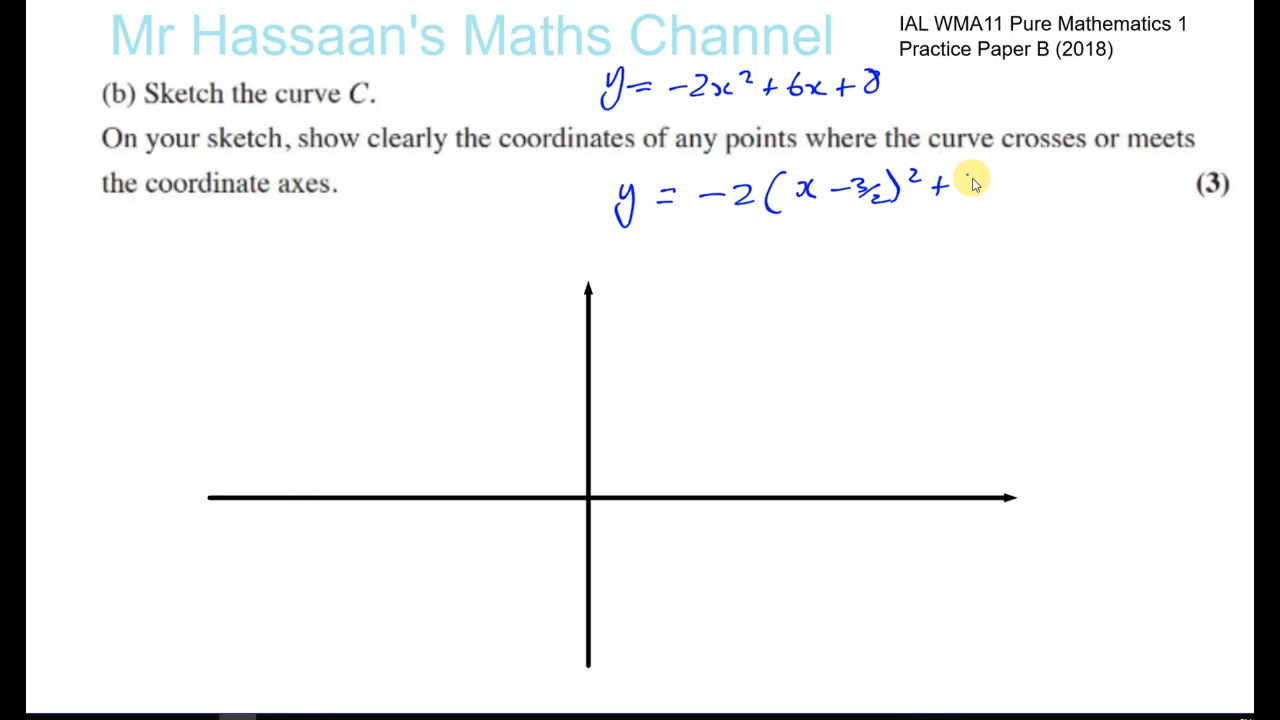 Mr Hassaan's Maths Channel
IAL WMA11 Pure Mathematics 1
Practice Paper B (2018)
(b) Sketch the curve C.
y = -2x² + 6x + 8
On your sketch, show clearly the coordinates of any points where the curve crosses or meets
the coordinate axes.
(3)
y = -2(x - 3/2)² +